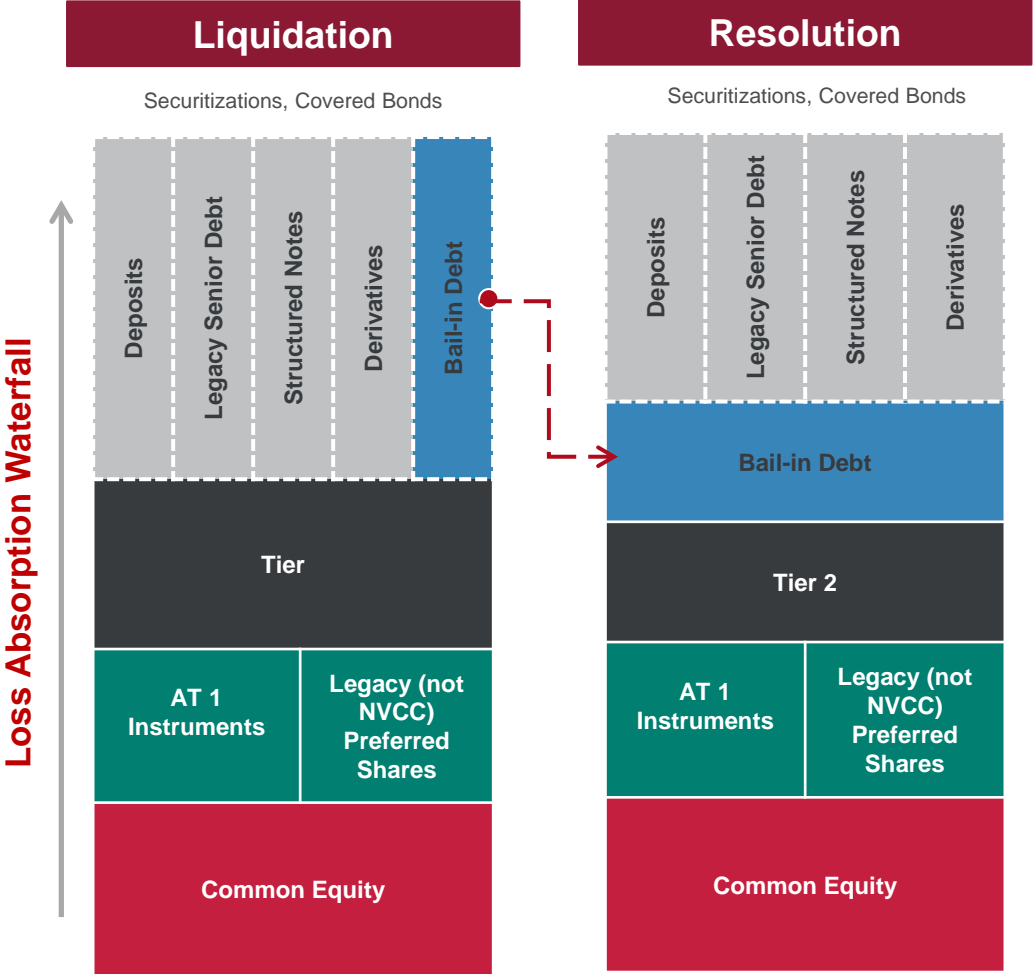 Liquidation
Securitizations, Covered Bonds
Deposits
Legacy Senior Debt
Structured Notes
Derivatives
Bail-in Debt
Tier
AT 1
Instruments
Legacy (not
NVCC)
Preferred
Shares
Common Equity
Loss Absorption Waterfall
Resolution
Securitizations, Covered Bonds
Deposits
Legacy Senior Debt
Structured Notes
Derivatives
Bail-in Debt
Tier 2
AT 1
Instruments
Legacy (not
NVCC)
Preferred
Shares
Common Equity